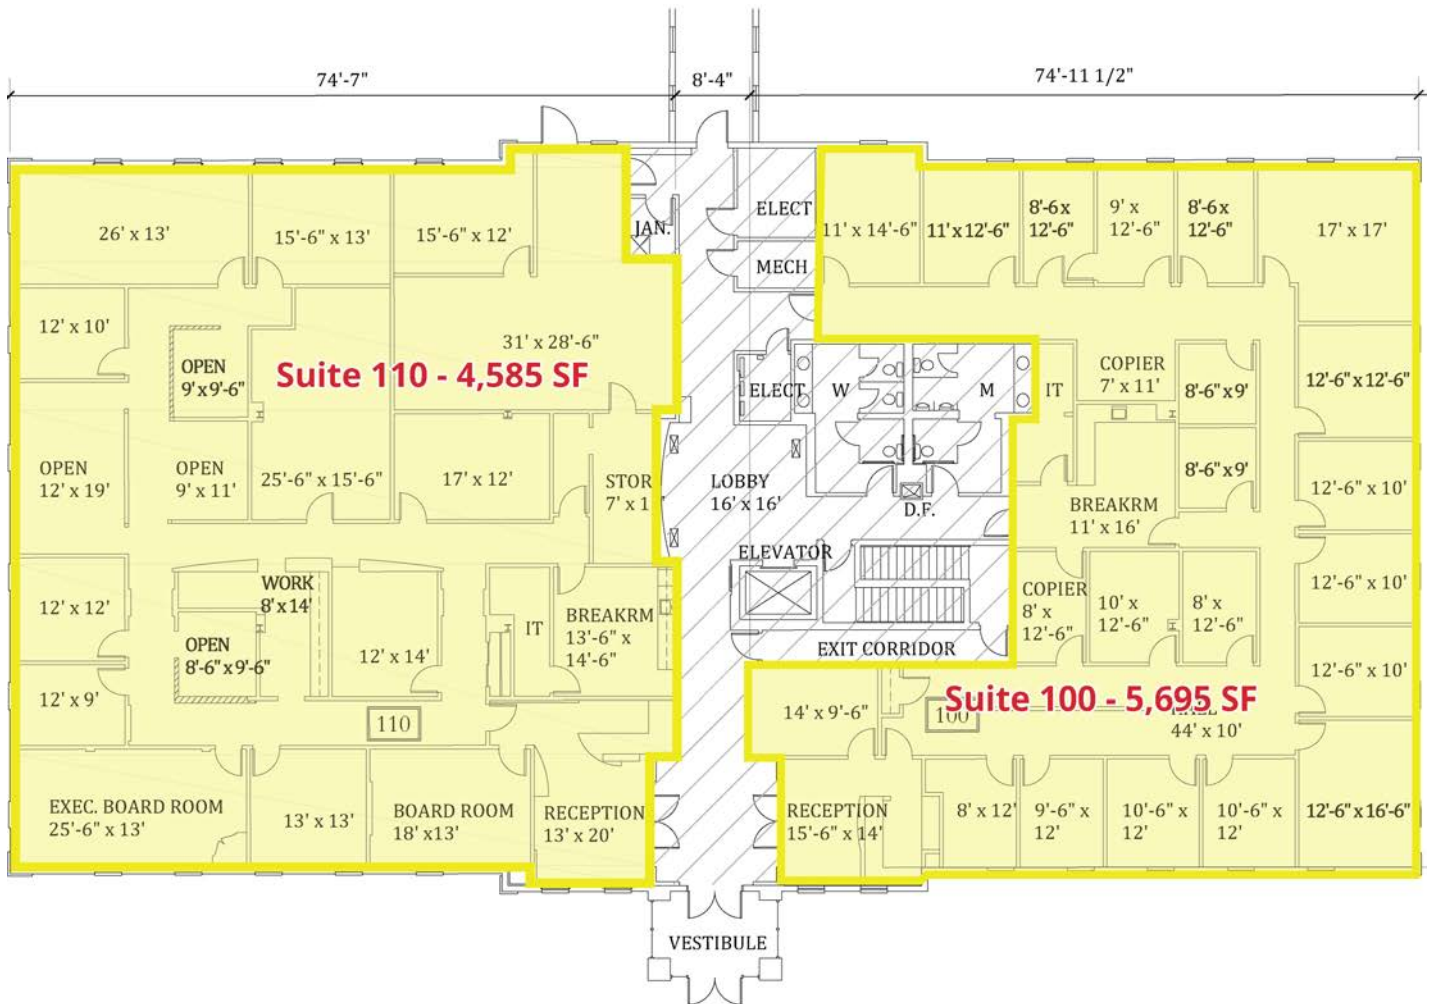 74'-7"
8'-4"
74'-11 1/2"
26' x 13'
15'-6" x 13'
15'-6" x 12'
JAN.
ELECT
MECH
11' x 14'-6"
11' x 12'-6"
8'-6 x
12'-6"
9' x
12'-6"
8'-6 x
12'-6"
17' x 17'
12' x 10'
OPEN
9' x 9'-6"
31' x 28'-6"
Suite 110 - 4,585 SF
ELECT
W
M
IT
COPIER
7' x 11'
8'-6" x 9'
12'-6" x 12'-6"
OPEN
12' x 19'
OPEN
9' x 11'
25'-6" x 15'-6"
17' x 12'
STOR
7' x 1
LOBBY
16' x 16'
D.F.
BREAKRM
11' x 16'
8'-6" x 9'
12'-6" x 10'
12' x 12'
WORK
8' x 14'
OPEN
8'-6" x 9'-6"
12' x 14'
IT
BREAKRM
13'-6" x
14'-6"
ELEVATOR
EXIT CORRIDOR
COPIER
8' x
12'-6"
10' x
12'-6"
8' x
12'-6"
12'-6" x 10'
12'-6" x 10'
12' x 9'
110
14' x 9'-6"
Suite 100 - 5,695 SF
100
44' x 10'
EXEC. BOARD ROOM
25'-6" x 13'
13' x 13'
BOARD ROOM
18' x13'
RECEPTION
13' x 20'
RECEPTION
15'-6" x 14'
8' x 12'
9'-6" x
12'
10'-6" x
12'
10'-6" x
12'
12'-6" x 16'-6"
VESTIBULE